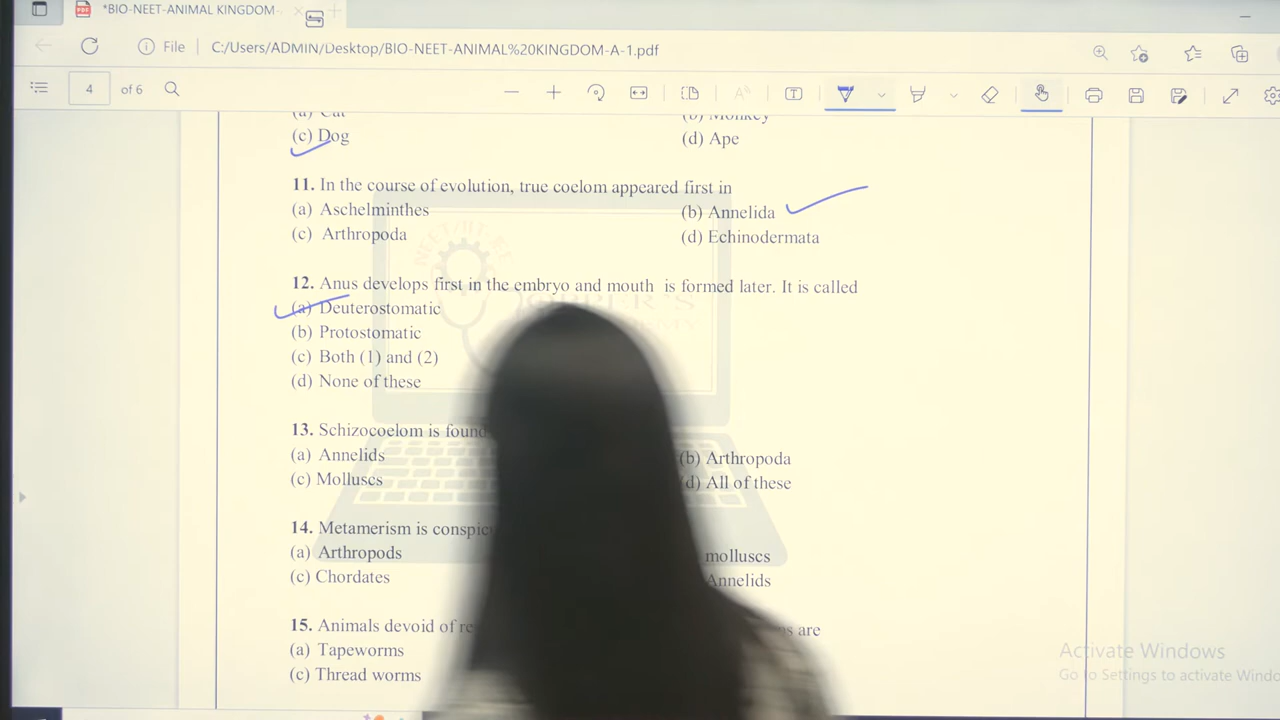 *BIO-NEET-ANIMAL KINGDOM
File C:/Users/ADMIN/Desktop/BIO-NEET-ANIMAL%20KINGDOM-A-1.pdf
4 of 6
(a) Cat (b) Monkey
(c) Dog (d) Ape
11. In the course of evolution, true coelom appeared first in
(a) Aschelminthes (b) Annelida
(c) Arthropoda (d) Echinodermata
12. Anus develops first in the embryo and mouth is formed later. It is called
(a) Deuterostomatic
(b) Protostomatic
(c) Both (1) and (2)
(d) None of these
13. Schizocoelom is found
(a) Annelids (b) Arthropoda
(c) Molluscs (d) All of these
14. Metamerism is
(a) Arthropods molluscs
(c) Chordates Annelids
15. Animals devoid of are
(a) Tapeworms
(c) Thread worms
Activate Windows
Go to Settings to activate